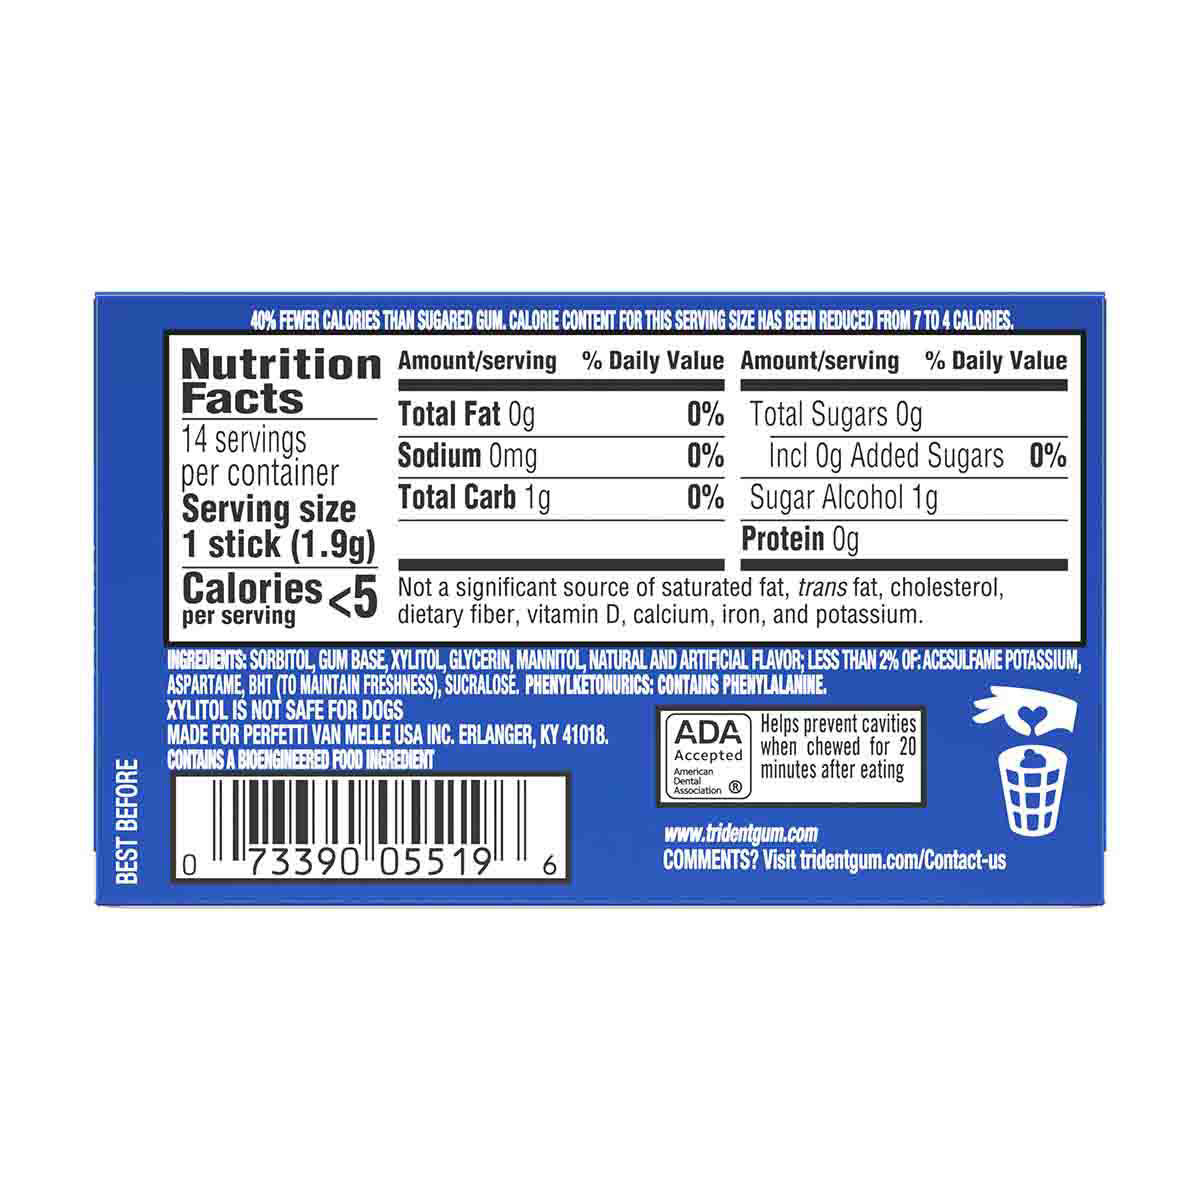 40% FEWER CALORIES THAN SUGARED GUM. CALORIE CONTENT FOR THIS SERVING SIZE HAS BEEN REDUCED FROM 7 TO 4 CALORIES.
Nutrition
Facts
14 servings
per container
Serving size
1 stick (1.9g)
Calories <5
per serving
Amount/serving % Daily Value
Total Fat 0g 0%
Sodium 0mg 0%
Total Carb 1g 0%
Amount/serving % Daily Value
Total Sugars 0g
Incl 0g Added Sugars 0%
Sugar Alcohol 1g
Protein 0g
Not a significant source of saturated fat, trans fat, cholesterol,
dietary fiber, vitamin D, calcium, iron, and potassium.
INGREDIENTS: SORBITOL, GUM BASE, XYLITOL, GLYCERIN, MANNITOL, NATURAL AND ARTIFICIAL FLAVOR; LESS THAN 2% OF: ACESULFAME POTASSIUM,
ASPARTAME, BHT (TO MAINTAIN FRESHNESS), SUCRALOSE. PHENYLKETONURICS: CONTAINS PHENYLALANINE.
XYLITOL IS NOT SAFE FOR DOGS
MADE FOR PERFETTI VAN MELLE USA INC. ERLANGER, KY 41018.
CONTAINS A BIOENGINEERED FOOD INGREDIENT
BEST BEFORE
0 73390 05519 6
ADA
Accepted
American
Dental
Association ®
Helps prevent cavities
when chewed for 20
minutes after eating
www.tridentgum.com
COMMENTS? Visit tridentgum.com/Contact-us